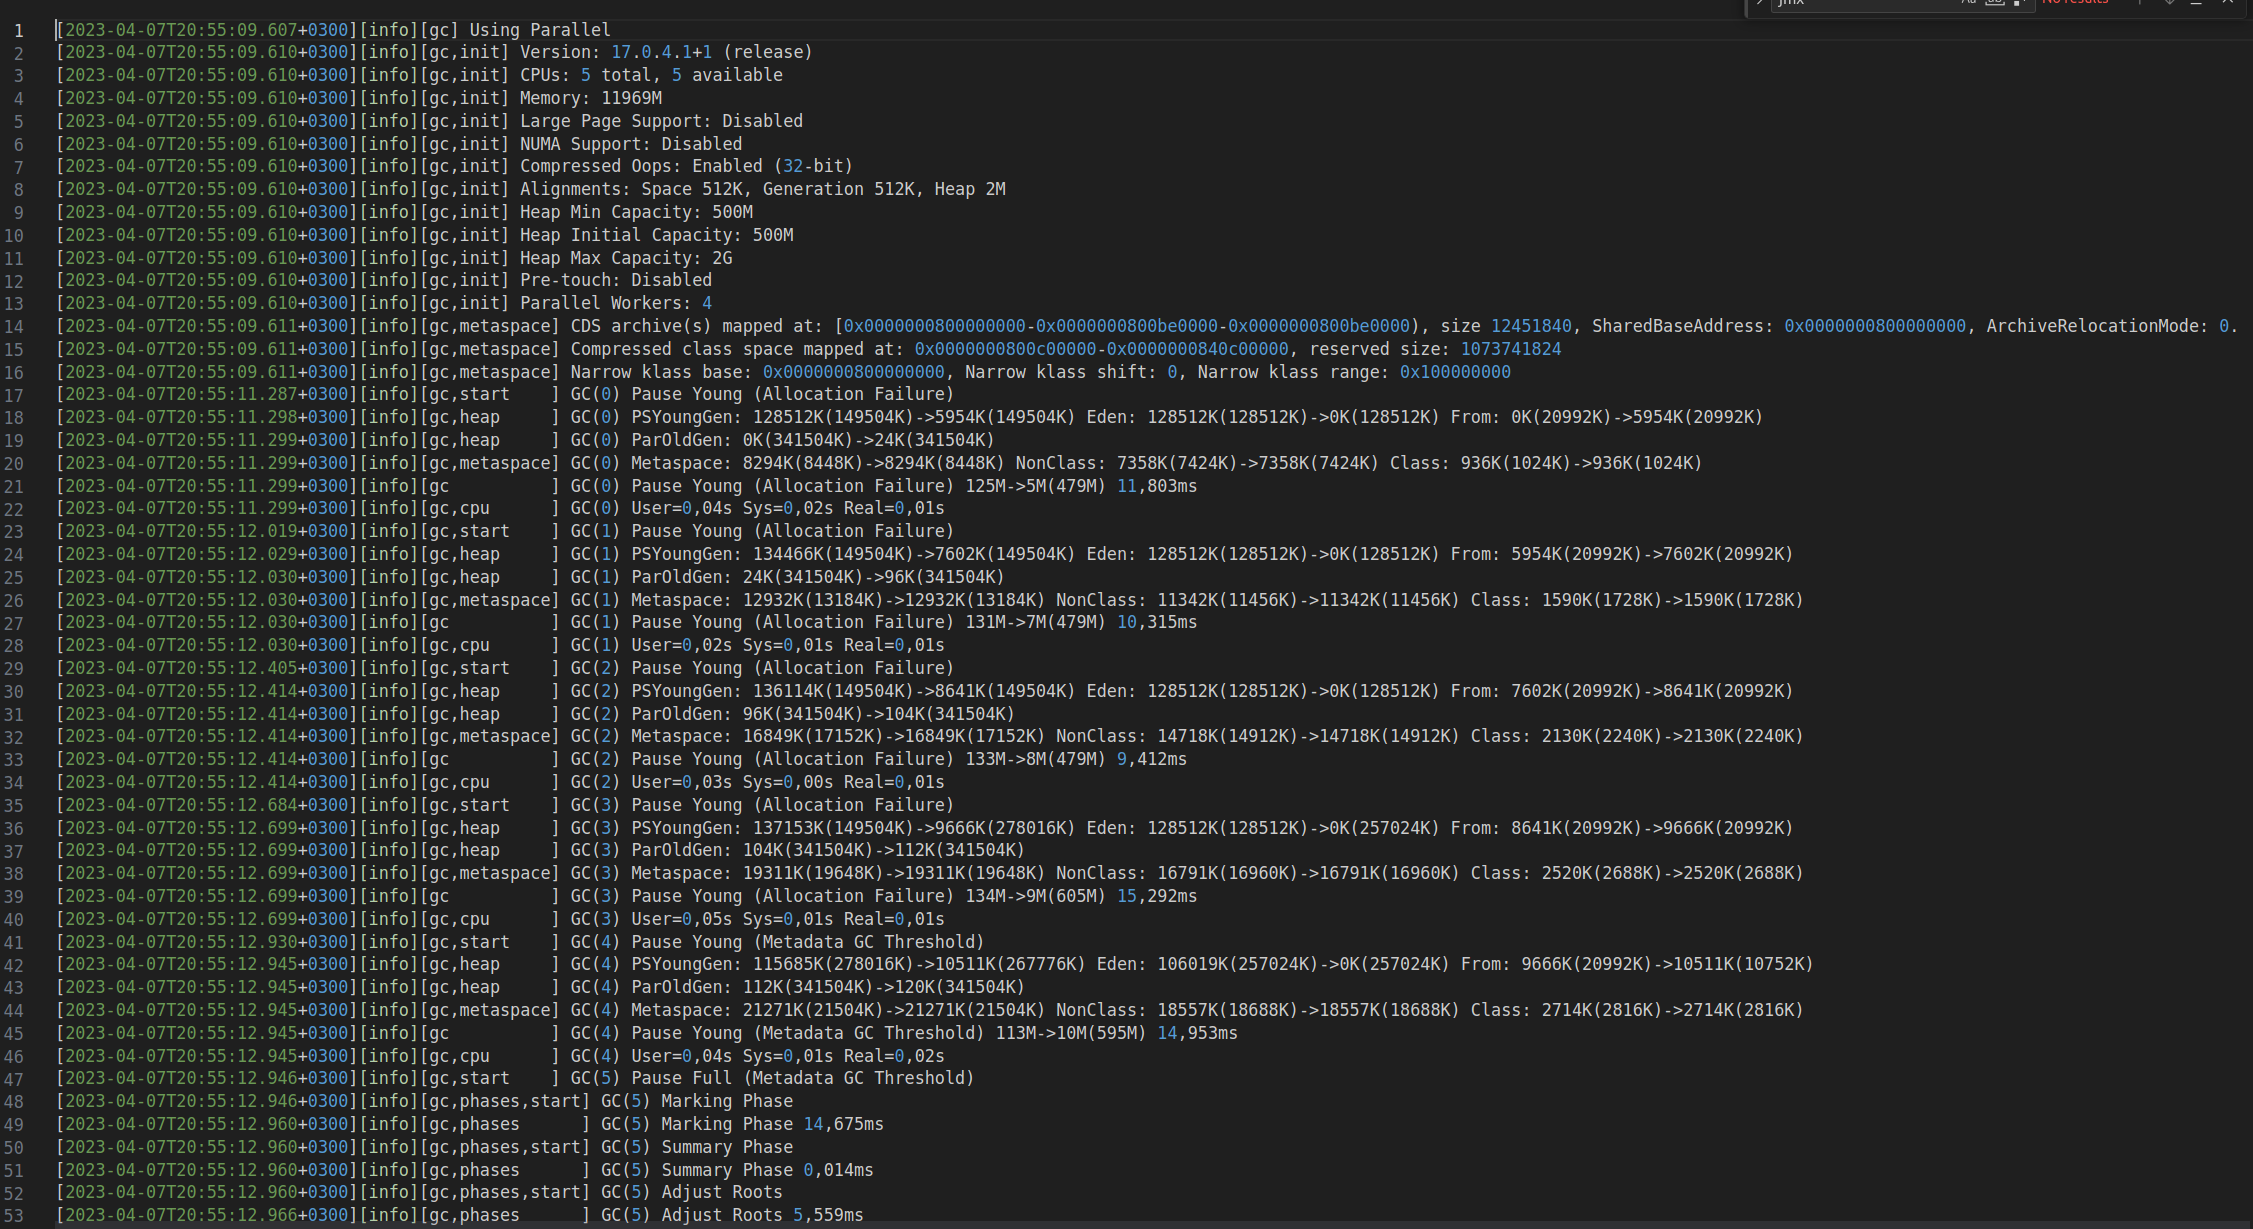 jmx Aa ab .* No results
1 [2023-04-07T20:55:09.607+0300][info][gc] Using Parallel
2 [2023-04-07T20:55:09.610+0300][info][gc,init] Version: 17.0.4.1+1 (release)
3 [2023-04-07T20:55:09.610+0300][info][gc,init] CPUs: 5 total, 5 available
4 [2023-04-07T20:55:09.610+0300][info][gc,init] Memory: 11969M
5 [2023-04-07T20:55:09.610+0300][info][gc,init] Large Page Support: Disabled
6 [2023-04-07T20:55:09.610+0300][info][gc,init] NUMA Support: Disabled
7 [2023-04-07T20:55:09.610+0300][info][gc,init] Compressed Oops: Enabled (32-bit)
8 [2023-04-07T20:55:09.610+0300][info][gc,init] Alignments: Space 512K, Generation 512K, Heap 2M
9 [2023-04-07T20:55:09.610+0300][info][gc,init] Heap Min Capacity: 500M
10 [2023-04-07T20:55:09.610+0300][info][gc,init] Heap Initial Capacity: 500M
11 [2023-04-07T20:55:09.610+0300][info][gc,init] Heap Max Capacity: 2G
12 [2023-04-07T20:55:09.610+0300][info][gc,init] Pre-touch: Disabled
13 [2023-04-07T20:55:09.610+0300][info][gc,init] Parallel Workers: 4
14 [2023-04-07T20:55:09.611+0300][info][gc,metaspace] CDS archive(s) mapped at: [0x0000000800000000-0x0000000800be0000-0x0000000800be0000), size 12451840, SharedBaseAddress: 0x0000000800000000, ArchiveRelocationMode: 0.
15 [2023-04-07T20:55:09.611+0300][info][gc,metaspace] Compressed class space mapped at: 0x0000000800c00000-0x0000000840c00000, reserved size: 1073741824
16 [2023-04-07T20:55:09.611+0300][info][gc,metaspace] Narrow klass base: 0x0000000800000000, Narrow klass shift: 0, Narrow klass range: 0x100000000
17 [2023-04-07T20:55:11.287+0300][info][gc,start    ] GC(0) Pause Young (Allocation Failure)
18 [2023-04-07T20:55:11.298+0300][info][gc,heap     ] GC(0) PSYoungGen: 128512K(149504K)->5954K(149504K) Eden: 128512K(128512K)->0K(128512K) From: 0K(20992K)->5954K(20992K)
19 [2023-04-07T20:55:11.299+0300][info][gc,heap     ] GC(0) ParOldGen: 0K(341504K)->24K(341504K)
20 [2023-04-07T20:55:11.299+0300][info][gc,metaspace] GC(0) Metaspace: 8294K(8448K)->8294K(8448K) NonClass: 7358K(7424K)->7358K(7424K) Class: 936K(1024K)->936K(1024K)
21 [2023-04-07T20:55:11.299+0300][info][gc          ] GC(0) Pause Young (Allocation Failure) 125M->5M(479M) 11,803ms
22 [2023-04-07T20:55:11.299+0300][info][gc,cpu      ] GC(0) User=0,04s Sys=0,02s Real=0,01s
23 [2023-04-07T20:55:12.019+0300][info][gc,start    ] GC(1) Pause Young (Allocation Failure)
24 [2023-04-07T20:55:12.029+0300][info][gc,heap     ] GC(1) PSYoungGen: 134466K(149504K)->7602K(149504K) Eden: 128512K(128512K)->0K(128512K) From: 5954K(20992K)->7602K(20992K)
25 [2023-04-07T20:55:12.030+0300][info][gc,heap     ] GC(1) ParOldGen: 24K(341504K)->96K(341504K)
26 [2023-04-07T20:55:12.030+0300][info][gc,metaspace] GC(1) Metaspace: 12932K(13184K)->12932K(13184K) NonClass: 11342K(11456K)->11342K(11456K) Class: 1590K(1728K)->1590K(1728K)
27 [2023-04-07T20:55:12.030+0300][info][gc          ] GC(1) Pause Young (Allocation Failure) 131M->7M(479M) 10,315ms
28 [2023-04-07T20:55:12.030+0300][info][gc,cpu      ] GC(1) User=0,02s Sys=0,01s Real=0,01s
29 [2023-04-07T20:55:12.405+0300][info][gc,start    ] GC(2) Pause Young (Allocation Failure)
30 [2023-04-07T20:55:12.414+0300][info][gc,heap     ] GC(2) PSYoungGen: 136114K(149504K)->8641K(149504K) Eden: 128512K(128512K)->0K(128512K) From: 7602K(20992K)->8641K(20992K)
31 [2023-04-07T20:55:12.414+0300][info][gc,heap     ] GC(2) ParOldGen: 96K(341504K)->104K(341504K)
32 [2023-04-07T20:55:12.414+0300][info][gc,metaspace] GC(2) Metaspace: 16849K(17152K)->16849K(17152K) NonClass: 14718K(14912K)->14718K(14912K) Class: 2130K(2240K)->2130K(2240K)
33 [2023-04-07T20:55:12.414+0300][info][gc          ] GC(2) Pause Young (Allocation Failure) 133M->8M(479M) 9,412ms
34 [2023-04-07T20:55:12.414+0300][info][gc,cpu      ] GC(2) User=0,03s Sys=0,00s Real=0,01s
35 [2023-04-07T20:55:12.684+0300][info][gc,start    ] GC(3) Pause Young (Allocation Failure)
36 [2023-04-07T20:55:12.699+0300][info][gc,heap     ] GC(3) PSYoungGen: 137153K(149504K)->9666K(278016K) Eden: 128512K(128512K)->0K(257024K) From: 8641K(20992K)->9666K(20992K)
37 [2023-04-07T20:55:12.699+0300][info][gc,heap     ] GC(3) ParOldGen: 104K(341504K)->112K(341504K)
38 [2023-04-07T20:55:12.699+0300][info][gc,metaspace] GC(3) Metaspace: 19311K(19648K)->19311K(19648K) NonClass: 16791K(16960K)->16791K(16960K) Class: 2520K(2688K)->2520K(2688K)
39 [2023-04-07T20:55:12.699+0300][info][gc          ] GC(3) Pause Young (Allocation Failure) 134M->9M(605M) 15,292ms
40 [2023-04-07T20:55:12.699+0300][info][gc,cpu      ] GC(3) User=0,05s Sys=0,01s Real=0,01s
41 [2023-04-07T20:55:12.930+0300][info][gc,start    ] GC(4) Pause Young (Metadata GC Threshold)
42 [2023-04-07T20:55:12.945+0300][info][gc,heap     ] GC(4) PSYoungGen: 115685K(278016K)->10511K(267776K) Eden: 106019K(257024K)->0K(257024K) From: 9666K(20992K)->10511K(10752K)
43 [2023-04-07T20:55:12.945+0300][info][gc,heap     ] GC(4) ParOldGen: 112K(341504K)->120K(341504K)
44 [2023-04-07T20:55:12.945+0300][info][gc,metaspace] GC(4) Metaspace: 21271K(21504K)->21271K(21504K) NonClass: 18557K(18688K)->18557K(18688K) Class: 2714K(2816K)->2714K(2816K)
45 [2023-04-07T20:55:12.945+0300][info][gc          ] GC(4) Pause Young (Metadata GC Threshold) 113M->10M(595M) 14,953ms
46 [2023-04-07T20:55:12.945+0300][info][gc,cpu      ] GC(4) User=0,04s Sys=0,01s Real=0,02s
47 [2023-04-07T20:55:12.946+0300][info][gc,start    ] GC(5) Pause Full (Metadata GC Threshold)
48 [2023-04-07T20:55:12.946+0300][info][gc,phases,start] GC(5) Marking Phase
49 [2023-04-07T20:55:12.960+0300][info][gc,phases      ] GC(5) Marking Phase 14,675ms
50 [2023-04-07T20:55:12.960+0300][info][gc,phases,start] GC(5) Summary Phase
51 [2023-04-07T20:55:12.960+0300][info][gc,phases      ] GC(5) Summary Phase 0,014ms
52 [2023-04-07T20:55:12.960+0300][info][gc,phases,start] GC(5) Adjust Roots
53 [2023-04-07T20:55:12.966+0300][info][gc,phases      ] GC(5) Adjust Roots 5,559ms